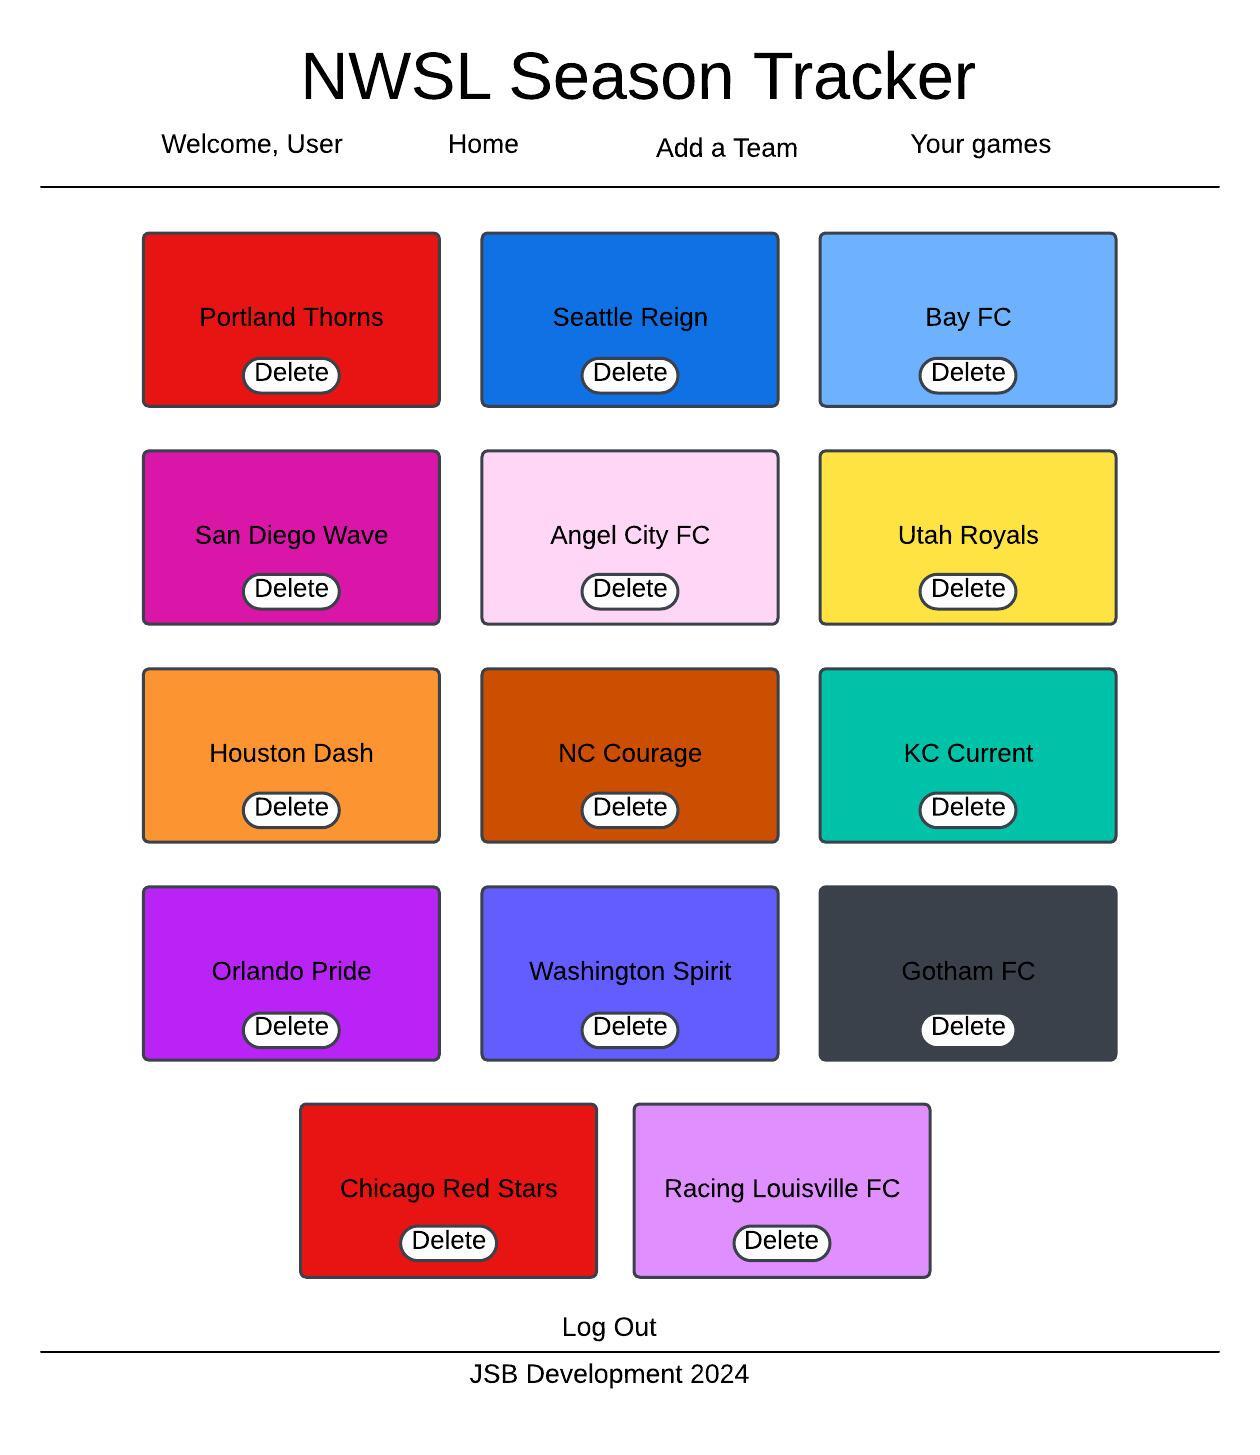 NWSL Season Tracker
Welcome, User Home Add a Team Your games
Portland Thorns Seattle Reign Bay FC
Delete Delete Delete
San Diego Wave Angel City FC Utah Royals
Delete Delete Delete
Houston Dash NC Courage KC Current
Delete Delete Delete
Orlando Pride Washington Spirit Gotham FC
Delete Delete Delete
Chicago Red Stars Racing Louisville FC
Delete Delete
Log Out
JSB Development 2024